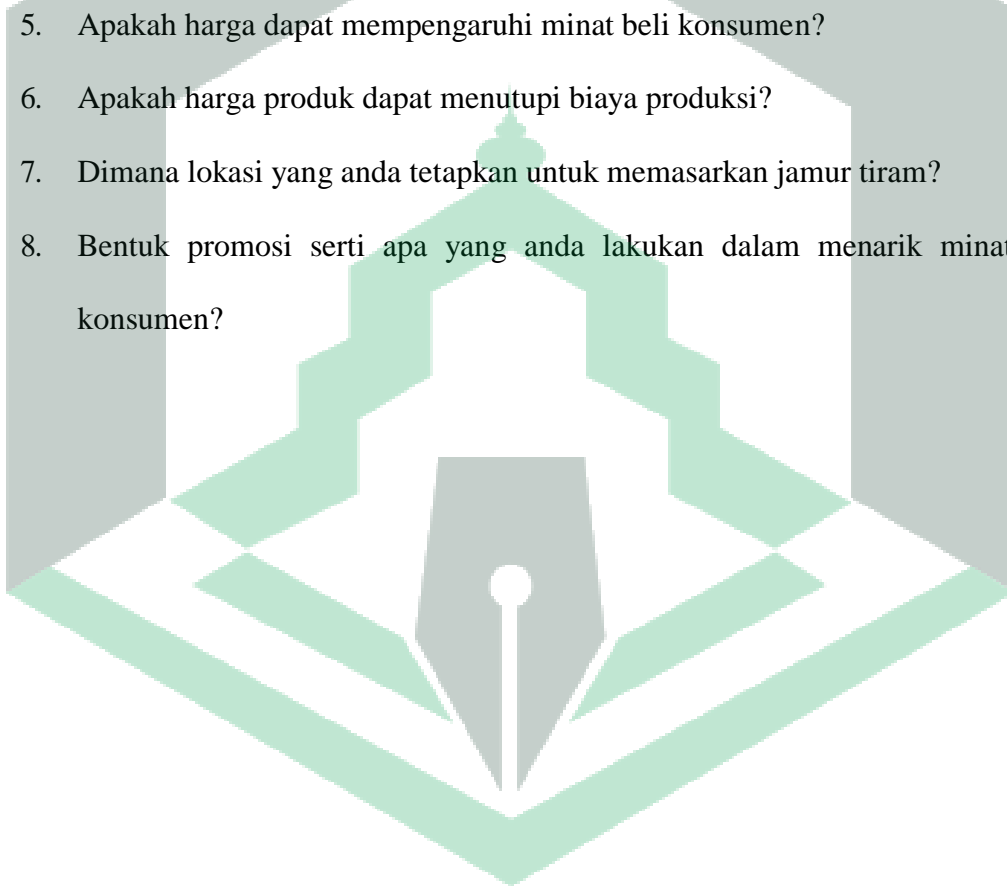 5. Apakah harga dapat mempengaruhi minat beli konsumen?
6. Apakah harga produk dapat menutupi biaya produksi?
7. Dimana lokasi yang anda tetapkan untuk memasarkan jamur tiram?
8. Bentuk promosi serti apa yang anda lakukan dalam menarik minat
konsumen?